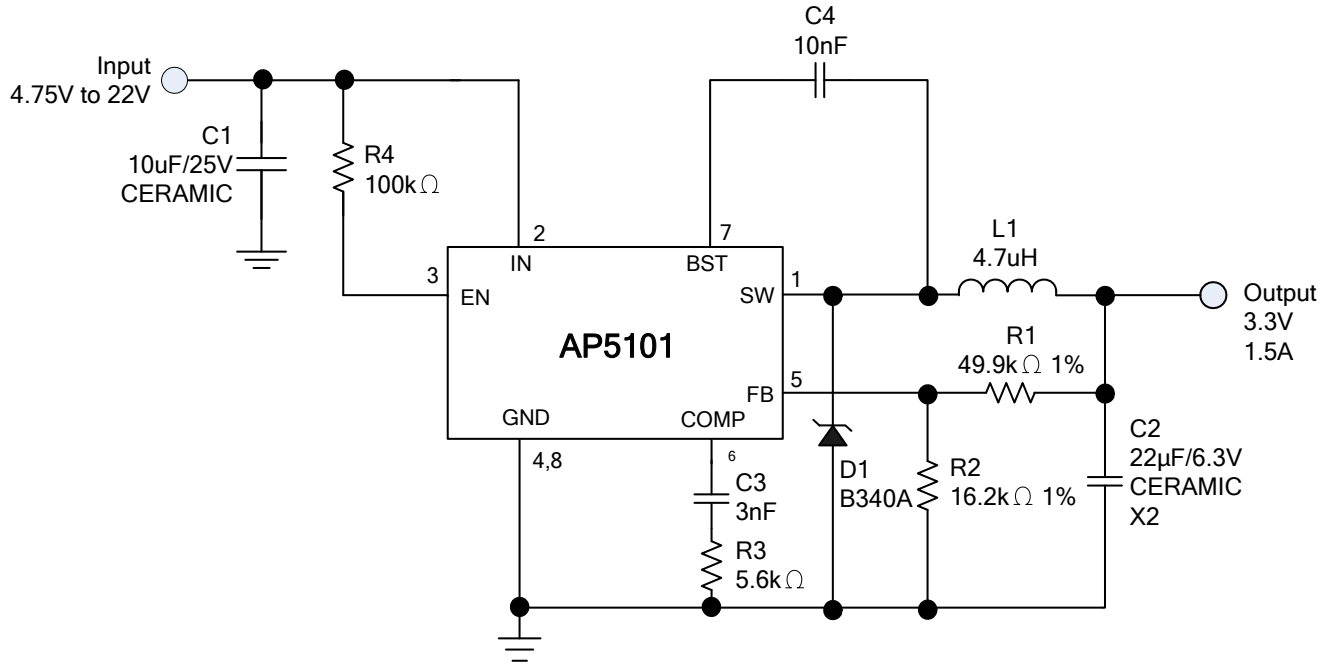 C4
10nF
Input
4.75V to 22V
C1
10uF/25V
CERAMIC
R4
100kΩ
2
7
IN
BST
L1
4.7uH
3
EN
1
SW
Output
3.3V
1.5A
AP5101
R1
49.9kΩ 1%
5
FB
GND
COMP
4,8
6
C3
3nF
D1
B340A
R2
16.2kΩ 1%
C2
22µF/6.3V
CERAMIC
X2
R3
5.6kΩ